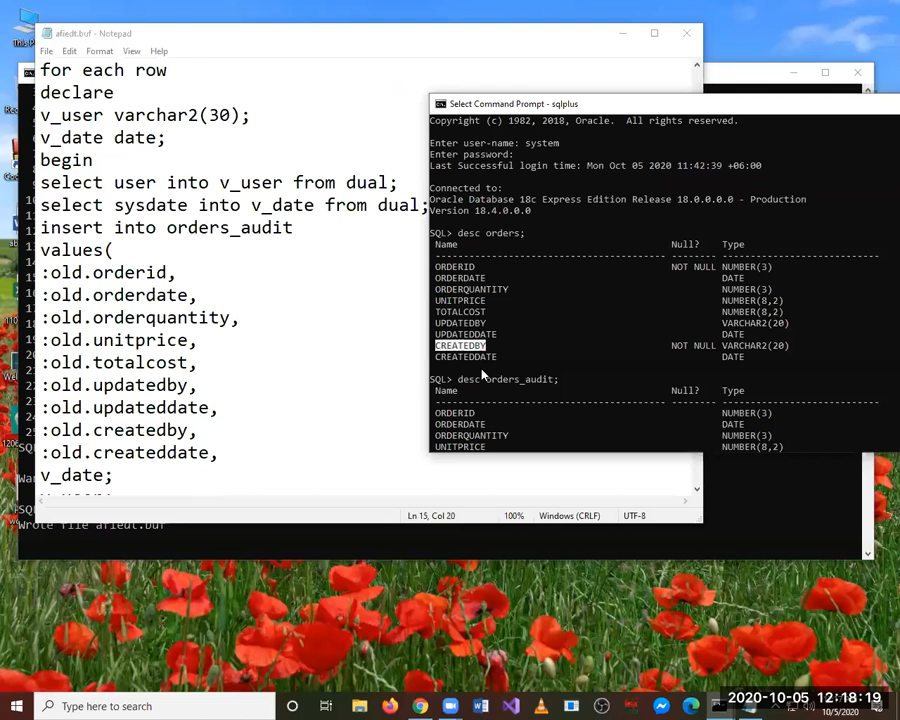 This P
afiedt.buf - Notepad
File Edit Format View Help
for each row
declare
v_user varchar2(30);
v_date date;
begin
select user into v_user from dual;
select sysdate into v_date from dual;
insert into orders_audit
values(
:old.orderid,
:old.orderdate,
:old.orderquantity,
:old.unitprice,
:old.totalcost,
:old.updatedby,
:old.updateddate,
:old.createdby,
:old.createddate,
v_date;
Ln 15, Col 20 100% Windows (CRLF) UTF-8
Wrote file afiedt.buf
Select Command Prompt - sqlplus
Copyright (c) 1982, 2018, Oracle. All rights reserved.
Enter user-name: system
Enter password:
Last Successful login time: Mon Oct 05 2020 11:42:39 +06:00
Connected to:
Oracle Database 18c Express Edition Release 18.0.0.0.0 - Production
Version 18.4.0.0.0
SQL> desc orders;
Name Null? Type
ORDERID NOT NULL NUMBER(3)
ORDERDATE DATE
ORDERQUANTITY NUMBER(3)
UNITPRICE NUMBER(8,2)
TOTALCOST NUMBER(8,2)
UPDATEDBY VARCHAR2(20)
UPDATEDDATE DATE
CREATEDBY NOT NULL VARCHAR2(20)
CREATEDDATE DATE
SQL> desc orders_audit;
Name Null? Type
ORDERID NUMBER(3)
ORDERDATE DATE
ORDERQUANTITY NUMBER(3)
UNITPRICE NUMBER(8,2)
Type here to search
2020-10-05 12:18:19
10/5/2020